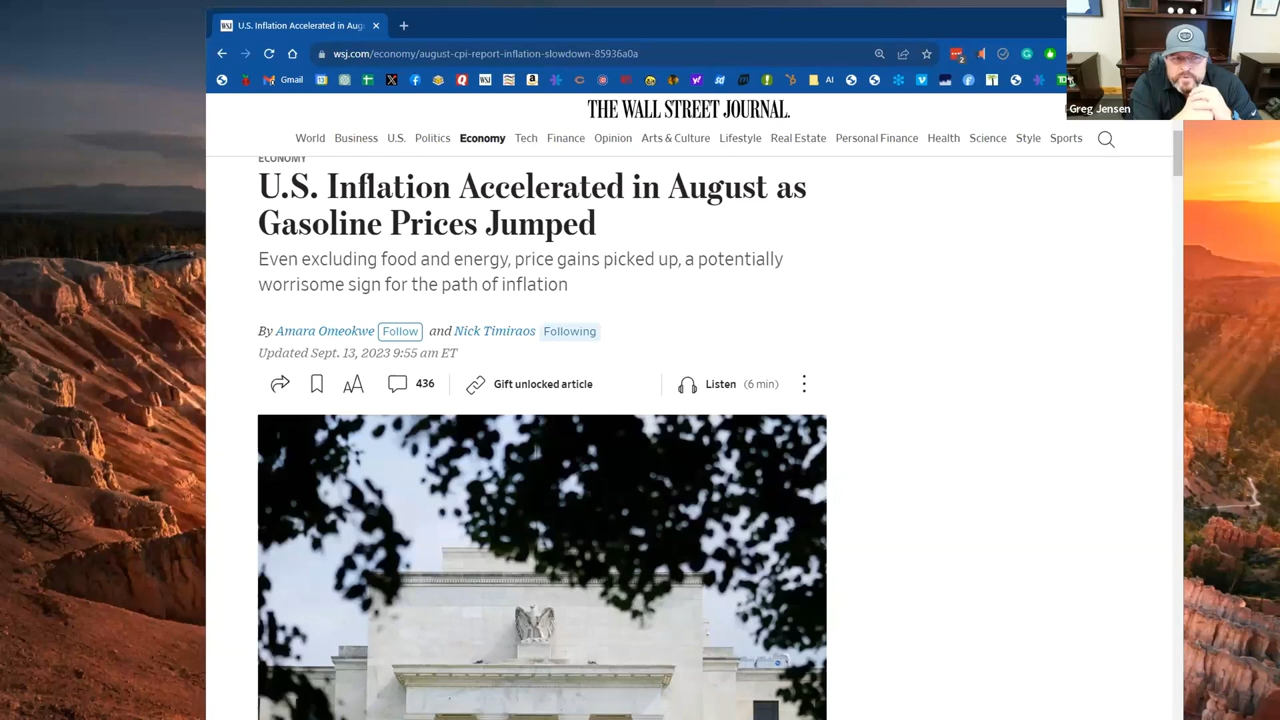 U.S. Inflation Accelerated in Aug
wsj.com/economy/august-cpi-report-inflation-slowdown-85936a0a
2
Gmail
WSJ
AI
Greg Jensen
THE WALL STREET JOURNAL.
World Business U.S. Politics Economy Tech Finance Opinion Arts & Culture Lifestyle Real Estate Personal Finance Health Science Style Sports
ECONOMY
U.S. Inflation Accelerated in August as
Gasoline Prices Jumped
Even excluding food and energy, price gains picked up, a potentially
worrisome sign for the path of inflation
By Amara Omeokwe Follow and Nick Timiraos Following
Updated Sept. 13, 2023 9:55 am ET
AA 436 Gift unlocked article Listen (6 min)